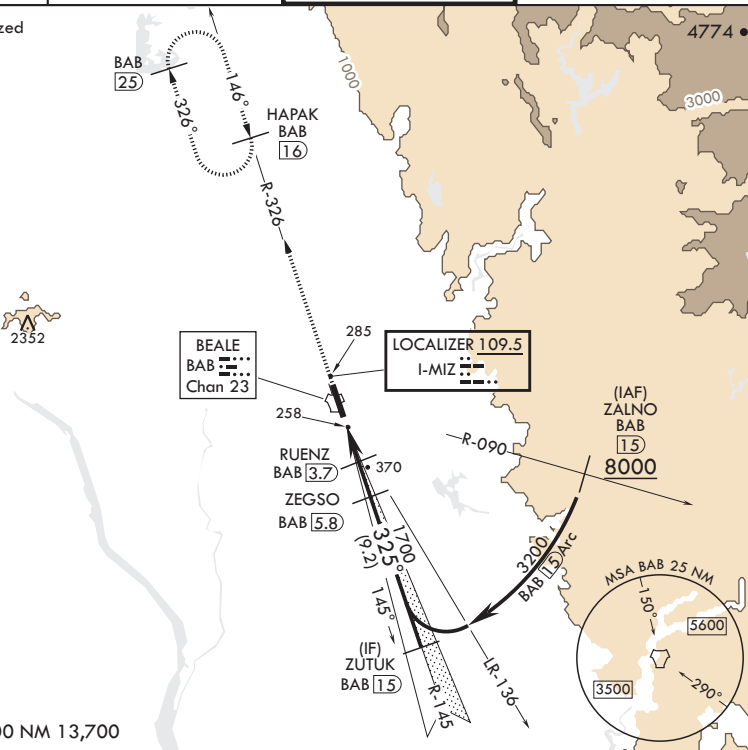 zed
4774
BAB
25
1000
3000
146°
326°
HAPAK
BAB
16
R-326
2352
285
BEALE
BAB
Chan 23
LOCALIZER 109.5
I-MIZ
(IAF)
ZALNO
BAB
15
8000
258
R-090
RUENZ
BAB 3.7
370
ZEGSO
BAB 5.8
1700
325°
(9.2)
3200
BAB 15 Arc
MSA BAB 25 NM
150°
5600
145°
(IF)
ZUTUK
BAB 15
R-145
LR-136
3500
290°
00 NM 13,700